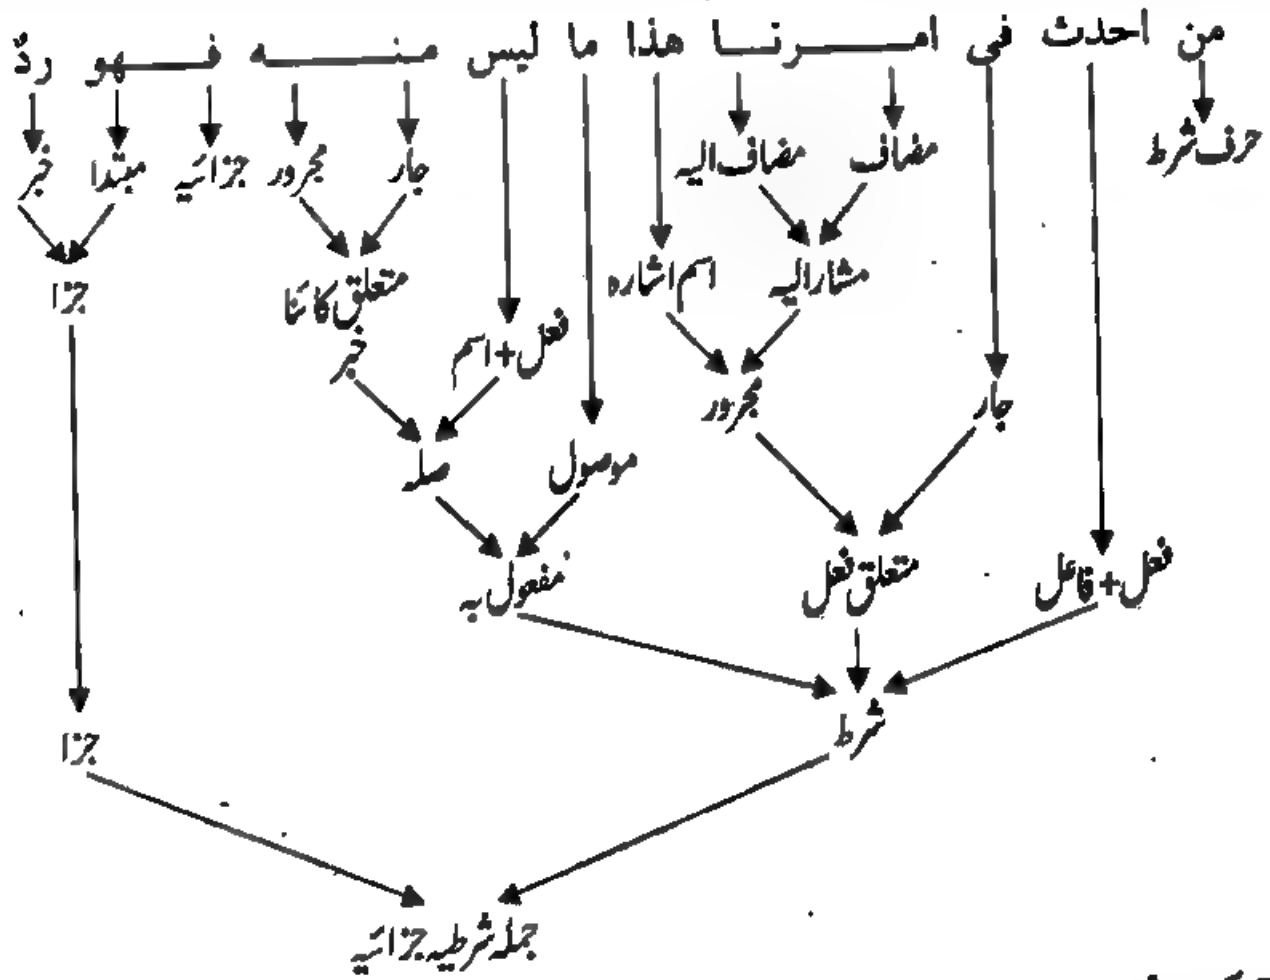 من احدث فی امرنا هذا ما لیس منه فهو ردٌ
حرف شرط
مضاف مضاف الیہ جار مجرور جزائیہ مبتدا خبر
مشار الیہ اسم اشارہ متعلق کائنا جزا
فعل+اسم خبر
جار مجرور
موصول صلہ
فعل+فاعل متعلق فعل مفعول بہ
شرط جزا
جملہ شرطیہ جزائیہ